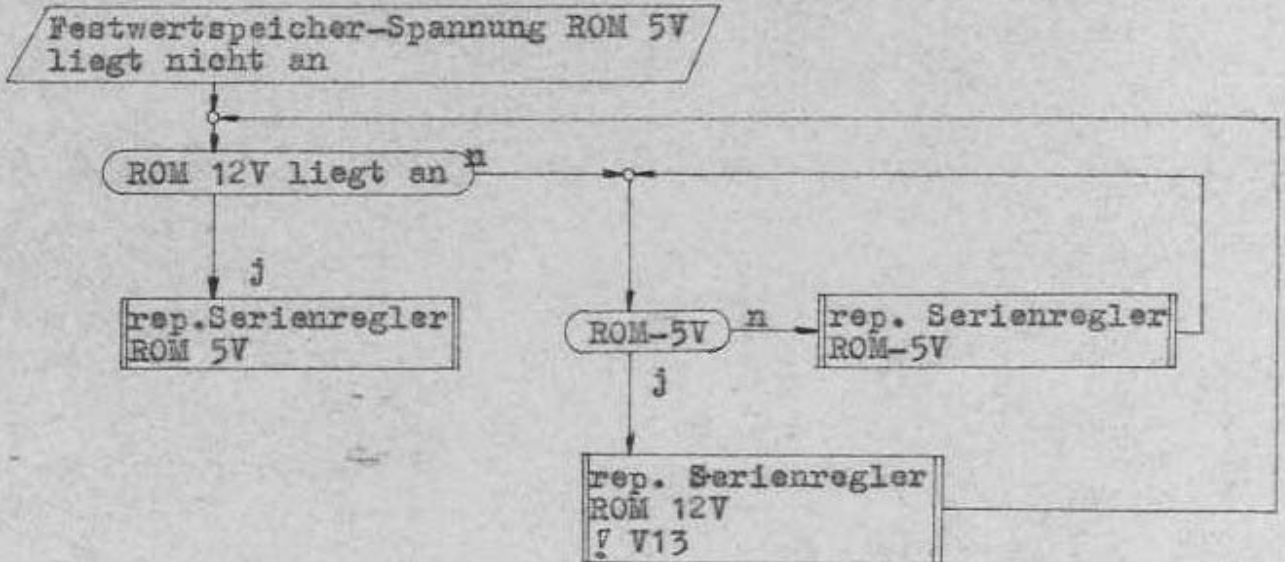 Festwertspeicher-Spannung ROM 5V
liegt nicht an
ROM 12V liegt an
n
j
rep.Serienregler
ROM 5V
ROM-5V
n
rep. Serienregler
ROM-5V
j
rep. Serienregler
ROM 12V
! V13